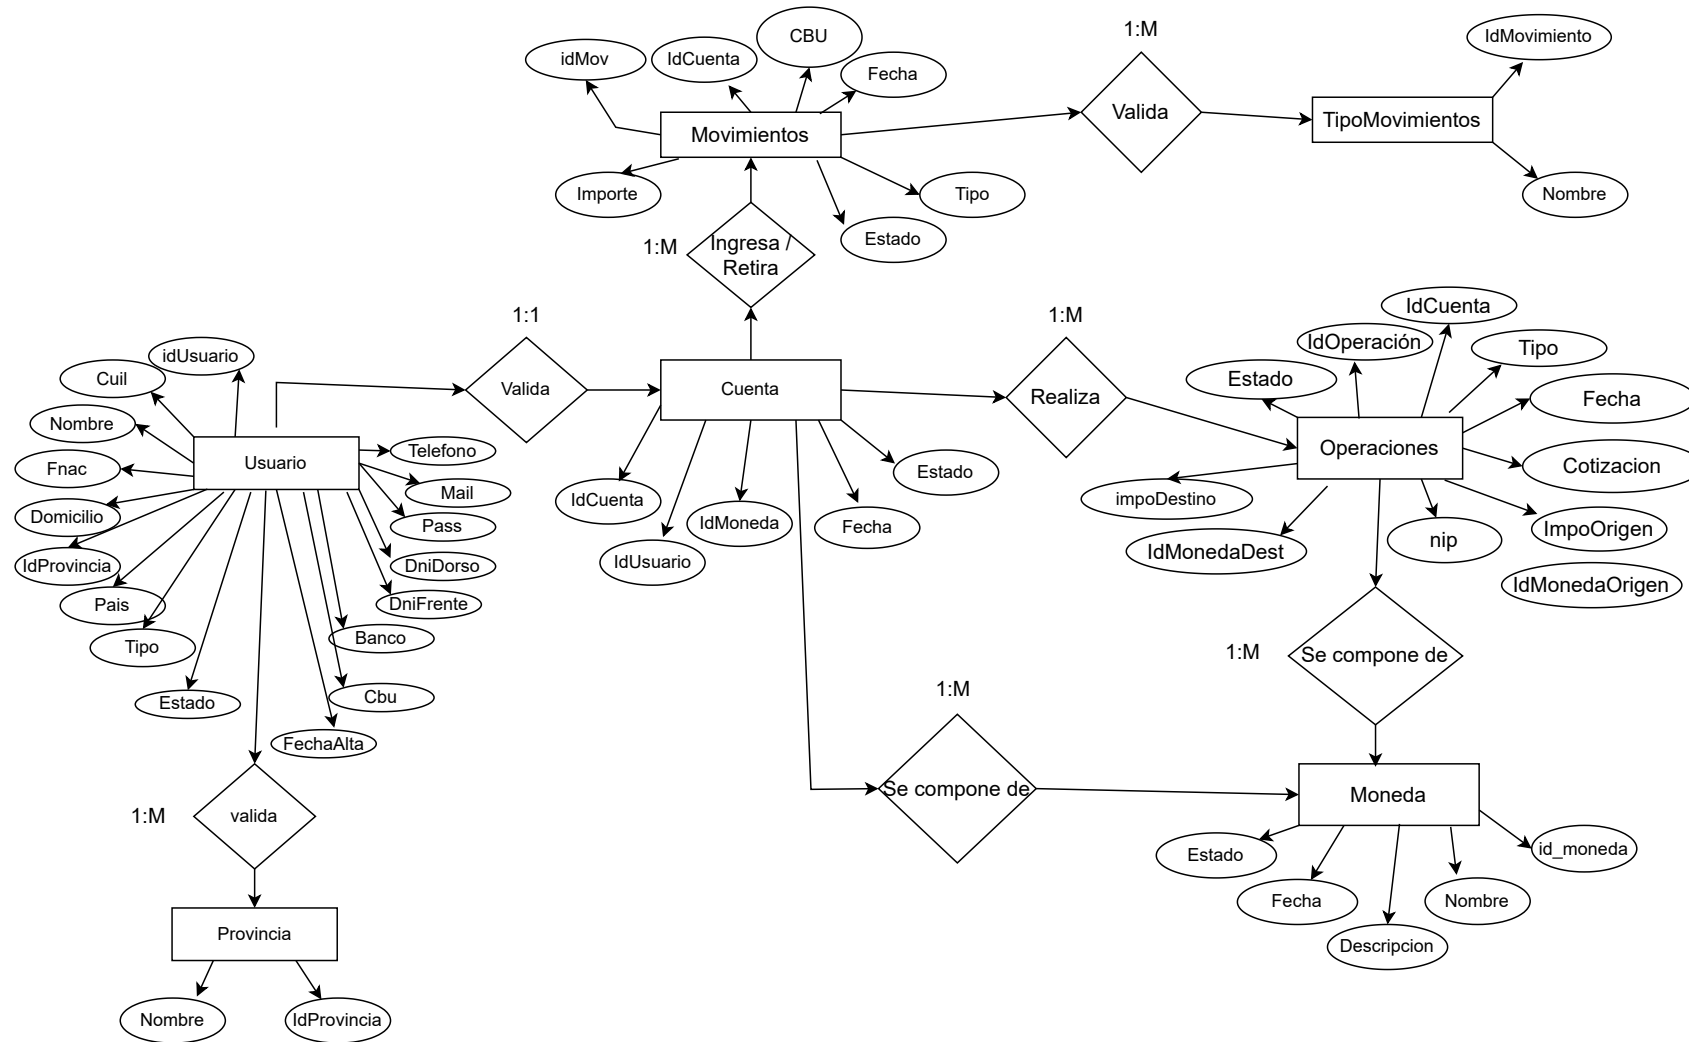 1:M
IdMovimiento
CBU
idMov
IdCuenta
Fecha
Movimientos
Valida
TipoMovimientos
Importe
Tipo
Nombre
Estado
1:M
Ingresa /
Retira
1:1
1:M
IdCuenta
idUsuario
IdOperación
Tipo
Cuil
Estado
Valida
Cuenta
Realiza
Fecha
Nombre
Telefono
Operaciones
Usuario
Fnac
Estado
Cotizacion
Mail
impoDestino
IdCuenta
Domicilio
Pass
IdMoneda
Fecha
ImpoOrigen
nip
IdMonedaDest
IdProvincia
DniDorso
IdUsuario
IdMonedaOrigen
Pais
DniFrente
Banco
Tipo
1:M
Se compone de
Estado
Cbu
1:M
FechaAlta
Se compone de
Moneda
1:M
valida
Estado
id_moneda
Fecha
Nombre
Provincia
Descripcion
Nombre
IdProvincia